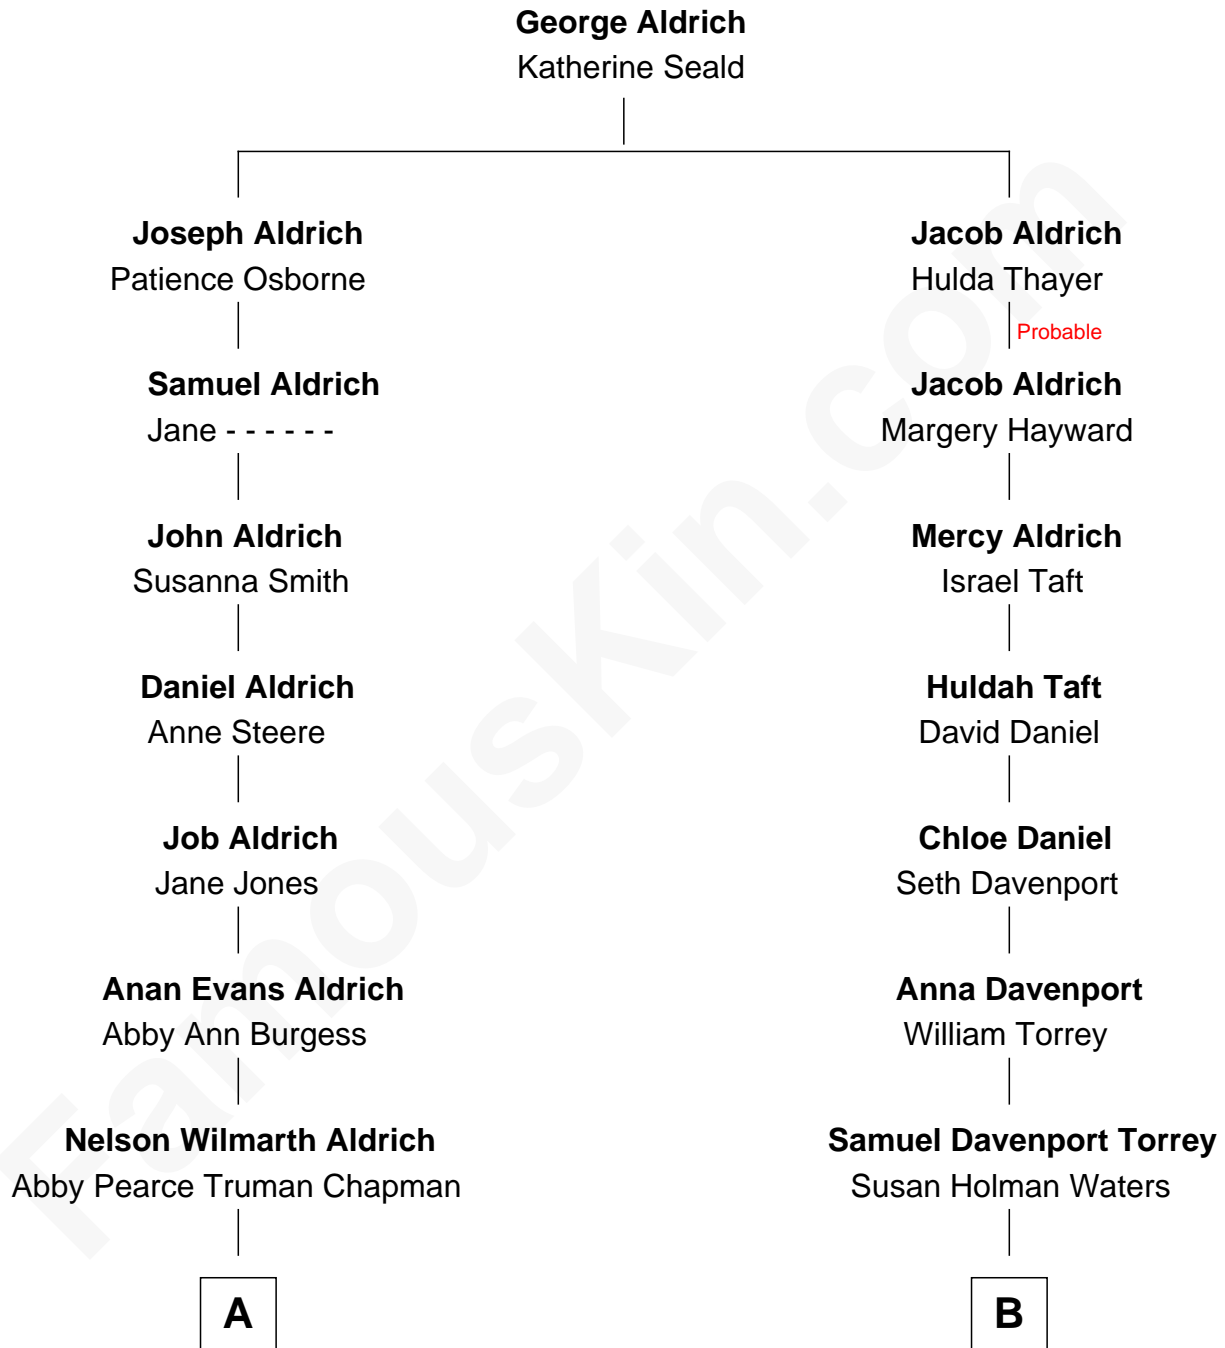 George Aldrich
Katherine Seald
Joseph Aldrich
Patience Osborne
Jacob Aldrich
Hulda Thayer
Probable
Samuel Aldrich
Jane - - - - - -
Jacob Aldrich
Margery Hayward
John Aldrich
Susanna Smith
Mercy Aldrich
Israel Taft
Daniel Aldrich
Anne Steere
Huldah Taft
David Daniel
Job Aldrich
Jane Jones
Chloe Daniel
Seth Davenport
Anan Evans Aldrich
Abby Ann Burgess
Anna Davenport
William Torrey
Nelson Wilmarth Aldrich
Abby Pearce Truman Chapman
Samuel Davenport Torrey
Susan Holman Waters
A
B
FamousKin.com